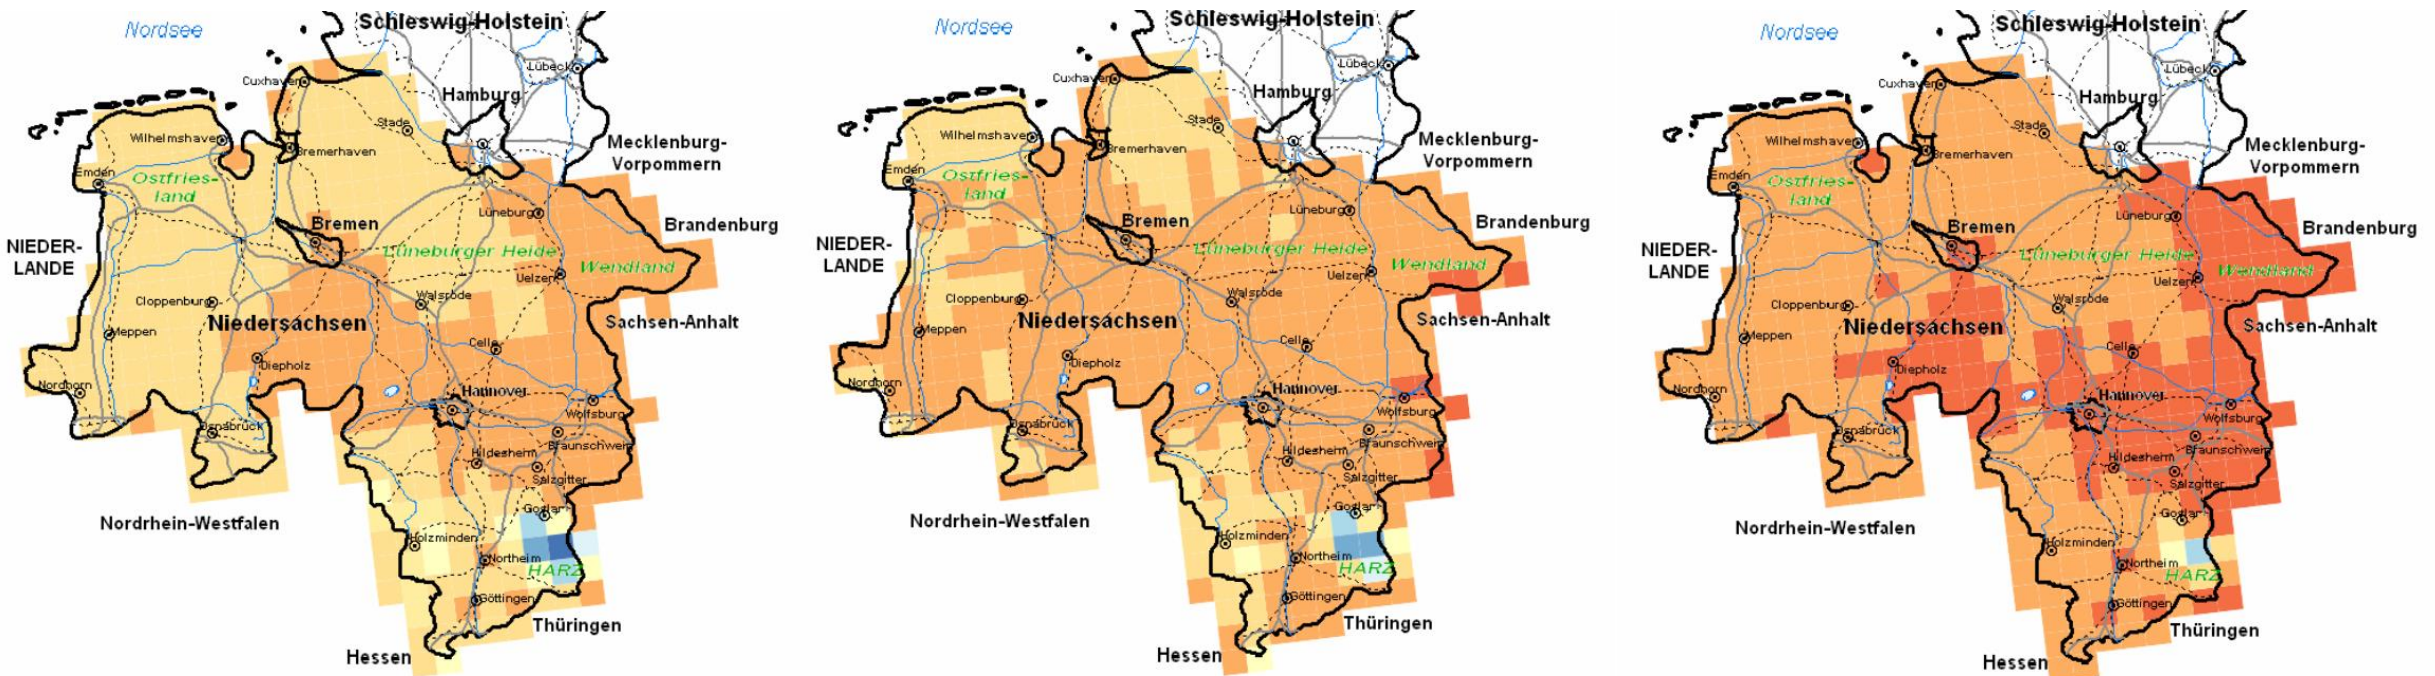 Nordsee
Schleswig-Holstein
Lübeck
Cuxhaven
Hamburg
Stade
Wilhelmshaven
Bremerhaven
Mecklenburg-
Vorpommern
Emden
Ostfries-
land
Lüneburg
Bremen
Brandenburg
NIEDER-
LANDE
Lüneburger Heide
Wendland
Uelzen
Cloppenburg
Walsrode
Niedersachsen
Sachsen-Anhalt
Meppen
Celle
Diepholz
Nordhorn
Hannover
Wolfsburg
Osnabrück
Braunschweig
Hildesheim
Salzgitter
Nordrhein-Westfalen
Goslar
Holzminden
Northeim
HARZ
Göttingen
Thüringen
Hessen
Nordsee
Schleswig-Holstein
Lübeck
Cuxhaven
Hamburg
Stade
Wilhelmshaven
Bremerhaven
Mecklenburg-
Vorpommern
Emden
Ostfries-
land
Lüneburg
Bremen
Brandenburg
NIEDER-
LANDE
Lüneburger Heide
Wendland
Uelzen
Cloppenburg
Walsrode
Niedersachsen
Sachsen-Anhalt
Meppen
Celle
Diepholz
Nordhorn
Hannover
Wolfsburg
Osnabrück
Braunschweig
Hildesheim
Salzgitter
Nordrhein-Westfalen
Goslar
Holzminden
Northeim
HARZ
Göttingen
Thüringen
Hessen
Nordsee
Schleswig-Holstein
Lübeck
Cuxhaven
Hamburg
Stade
Wilhelmshaven
Bremerhaven
Mecklenburg-
Vorpommern
Emden
Ostfries-
land
Lüneburg
Bremen
Brandenburg
NIEDER-
LANDE
Lüneburger Heide
Wendland
Uelzen
Cloppenburg
Walsrode
Niedersachsen
Sachsen-Anhalt
Meppen
Celle
Diepholz
Nordhorn
Hannover
Wolfsburg
Osnabrück
Braunschweig
Hildesheim
Salzgitter
Nordrhein-Westfalen
Goslar
Holzminden
Northeim
HARZ
Göttingen
Thüringen
Hessen